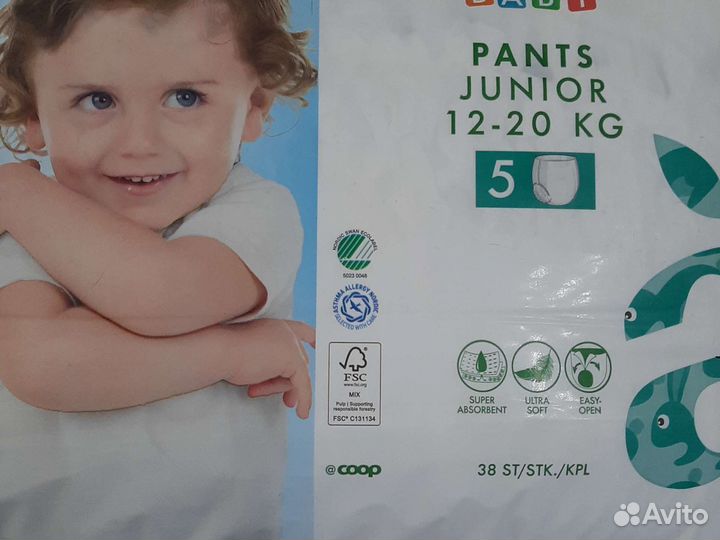 BABY
PANTS
JUNIOR
12-20 KG
5
NORDIC SWAN ECOLABEL
5023 0048
ASTHMA ALLERGY NORDIC
SELECTED WITH CARE
FSC
www.fsc.org
MIX
Pulp | Supporting
responsible forestry
FSC® C131134
SUPER
ABSORBENT
ULTRA
SOFT
EASY-
OPEN
@coop
38 ST/STK./KPL
ä
Avito